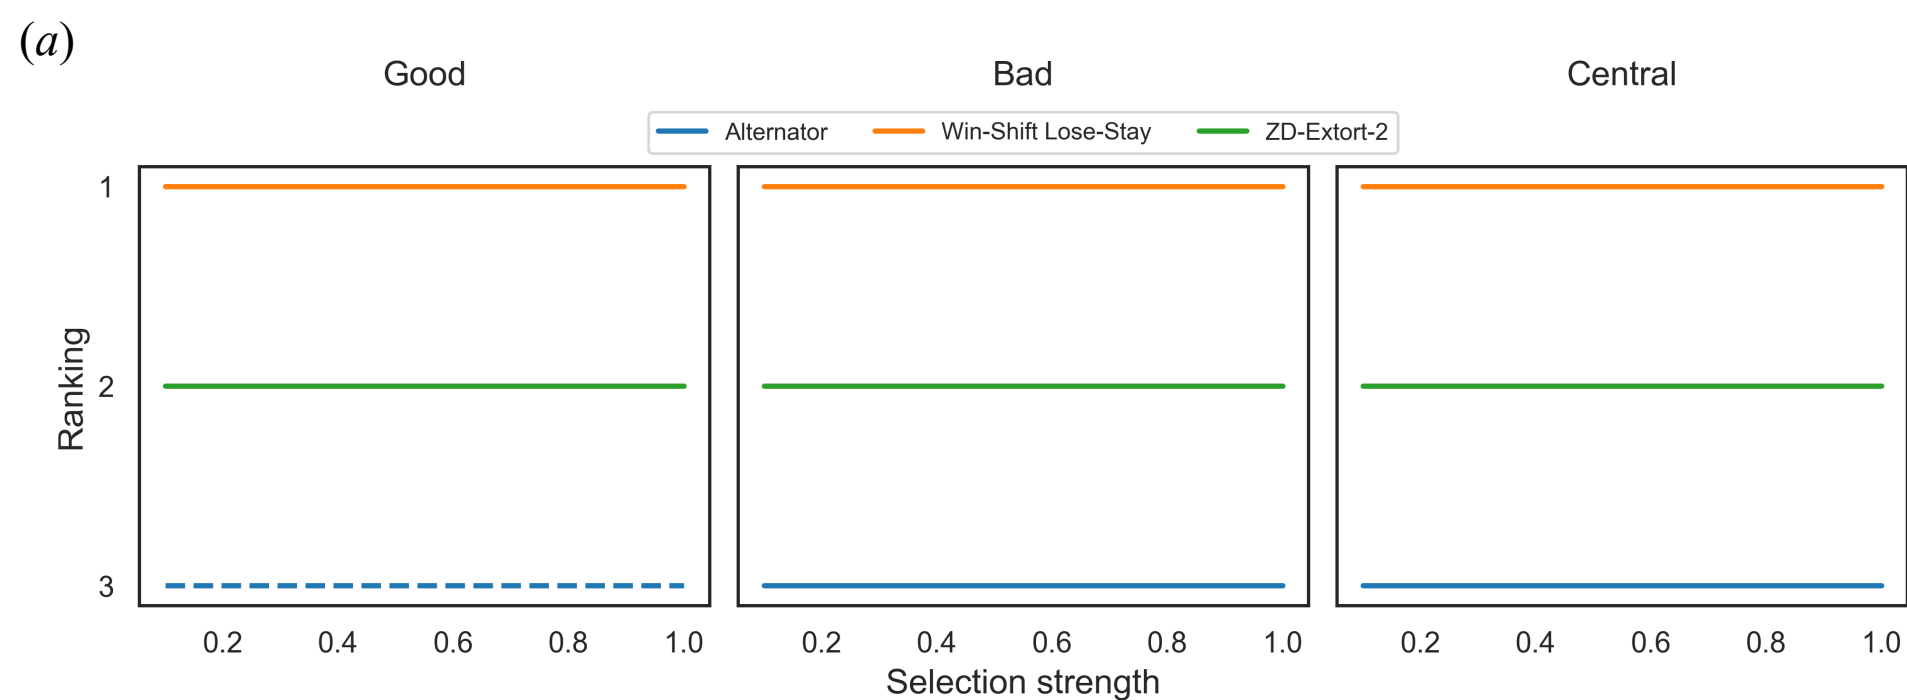 (a)
Good Bad Central
Alternator Win-Shift Lose-Stay ZD-Extort-2
1
2
3
Ranking
0.2 0.4 0.6 0.8 1.0 0.2 0.4 0.6 0.8 1.0 0.2 0.4 0.6 0.8 1.0
Selection strength